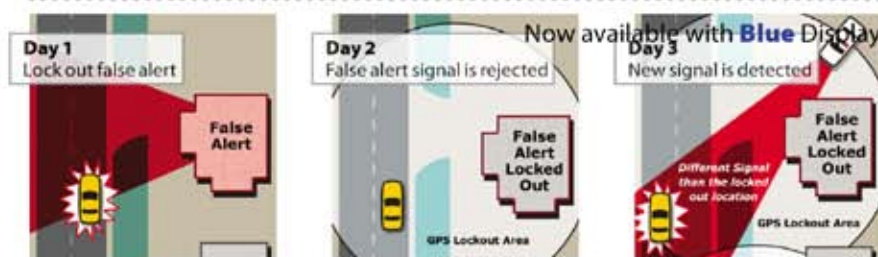 Now available with Blue Display
Day 1
Lock out false alert
False
Alert
Day 2
False alert signal is rejected
False
Alert
Locked
Out
GPS Lockout Area
Day 3
New signal is detected
False
Alert
Locked
Out
Different Signal
than the locked
out location
GPS Lockout Area